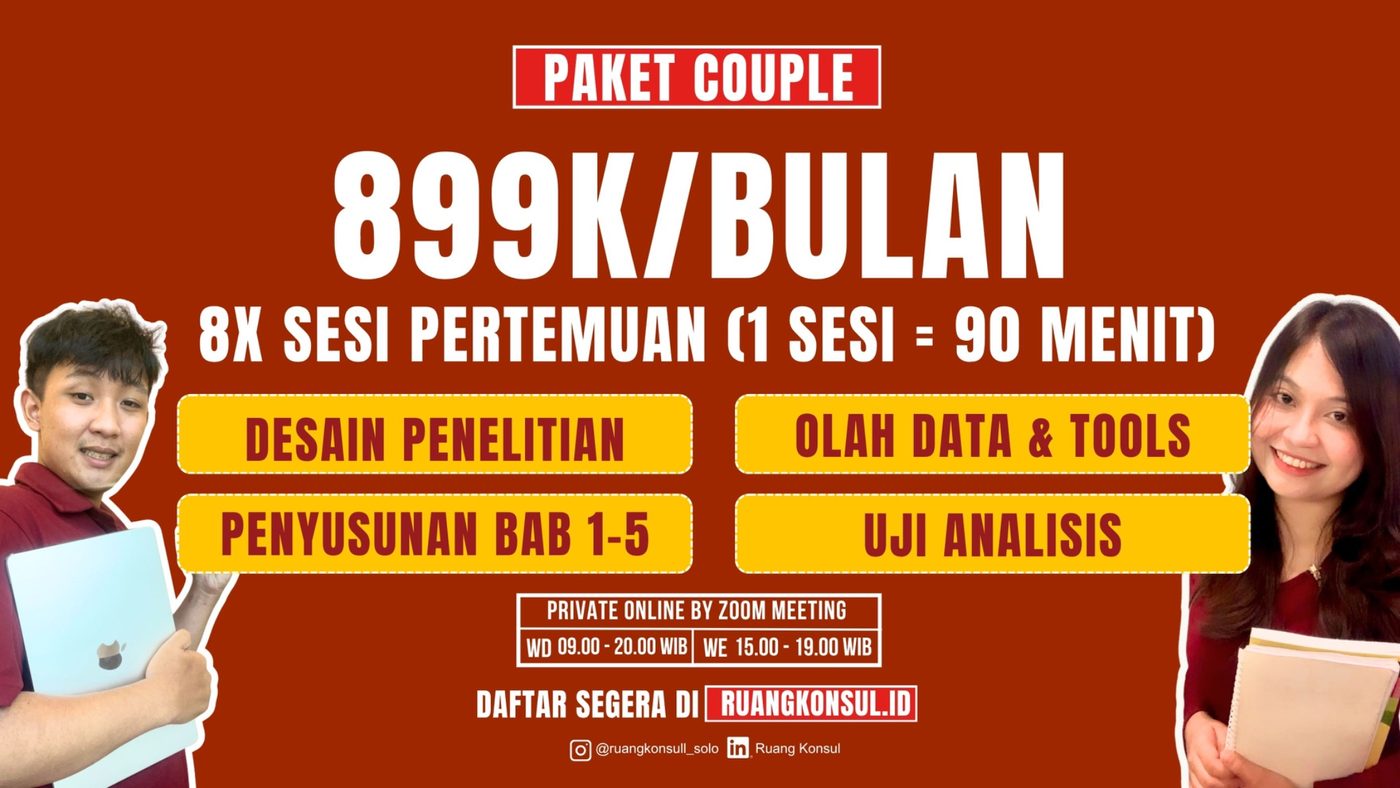 PAKET COUPLE
899K/BULAN
8X SESI PERTEMUAN (1 SESI = 90 MENIT)
DESAIN PENELITIAN
OLAH DATA & TOOLS
PENYUSUNAN BAB 1-5
UJI ANALISIS
PRIVATE ONLINE BY ZOOM MEETING
WD 09.00 - 20.00 WIB
WE 15.00 - 19.00 WIB
DAFTAR SEGERA DI RUANGKONSUL.ID
@ruangkonsull_solo in Ruang Konsul